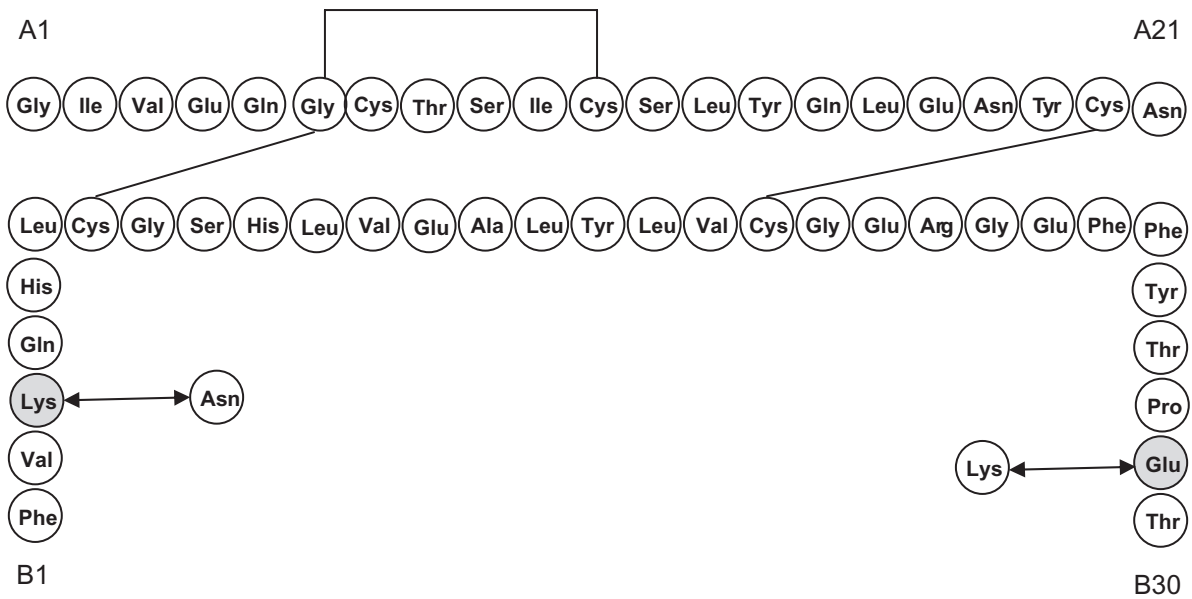 A1 A21
Gly Ile Val Glu Gln Gly Cys Thr Ser Ile Cys Ser Leu Tyr Gln Leu Glu Asn Tyr Cys Asn
Leu Cys Gly Ser His Leu Val Glu Ala Leu Tyr Leu Val Cys Gly Glu Arg Gly Glu Phe Phe
His Tyr
Gln Thr
Lys Asn Pro
Val Lys Glu
Phe Thr
B1 B30